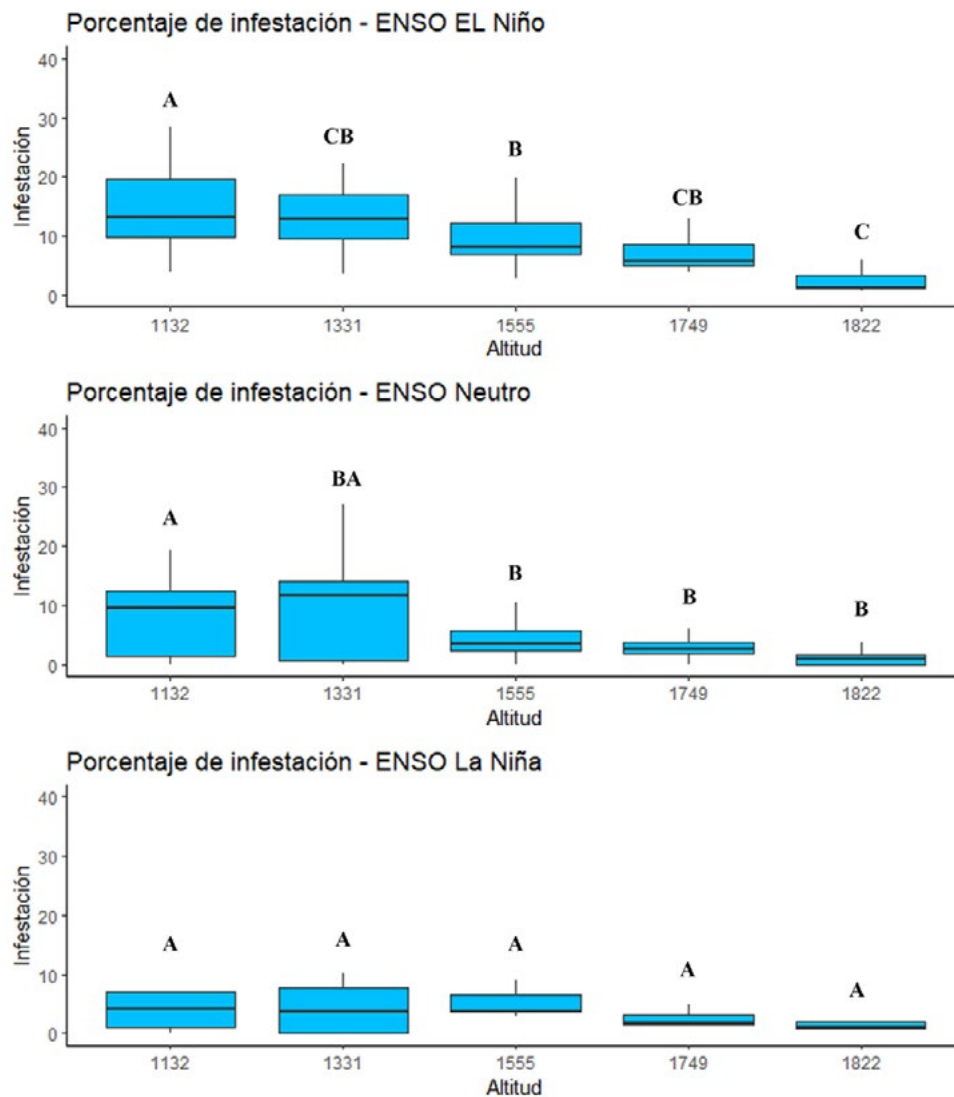 Porcentaje de infestación - ENSO EL Niño
40
30
20
10
0
Infestación
A
CB
B
CB
C
1132
1331
1555
1749
1822
Altitud
Porcentaje de infestación - ENSO Neutro
40
30
20
10
0
Infestación
A
BA
B
B
B
1132
1331
1555
1749
1822
Altitud
Porcentaje de infestación - ENSO La Niña
40
30
20
10
0
Infestación
A
A
A
A
A
1132
1331
1555
1749
1822
Altitud